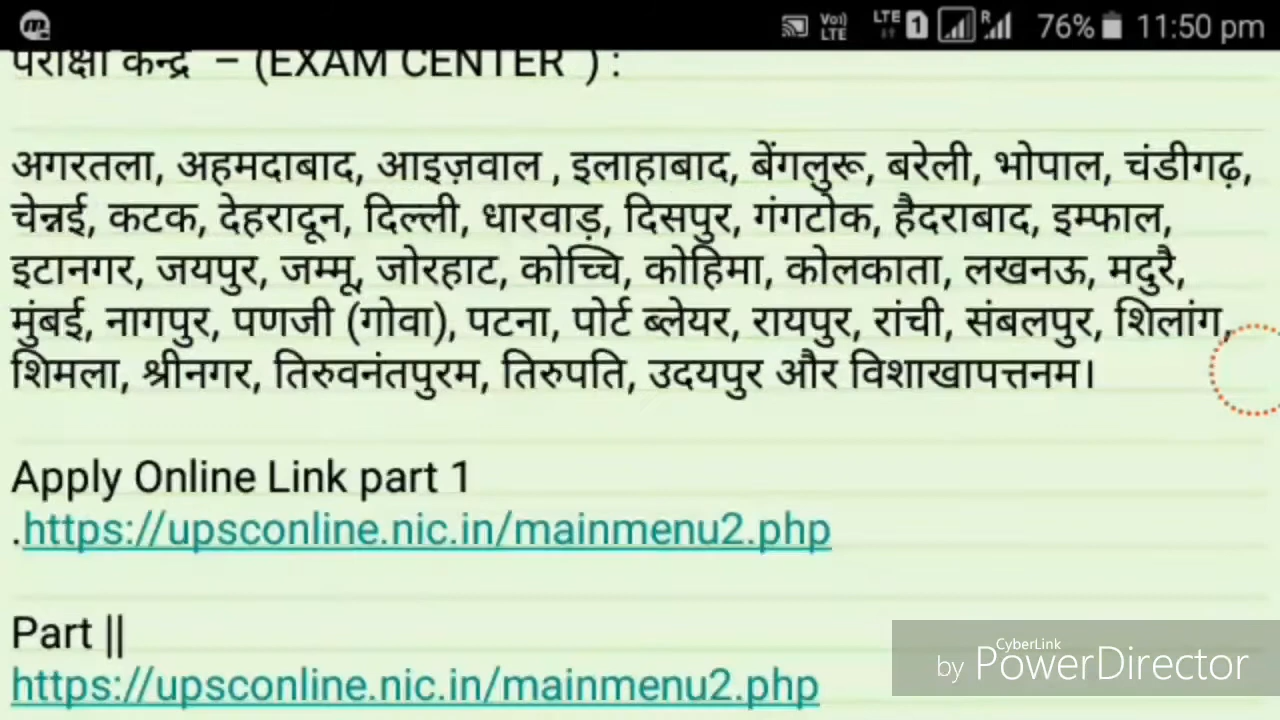 Vo) LTE LTE 1 R 76% 11:50 pm
परीक्षा केन्द्र – (EXAM CENTER ) :
अगरतला, अहमदाबाद, आइज़वाल , इलाहाबाद, बेंगलुरू, बरेली, भोपाल, चंडीगढ़,
चेन्नई, कटक, देहरादून, दिल्ली, धारवाड़, दिसपुर, गंगटोक, हैदराबाद, इम्फाल,
इटानगर, जयपुर, जम्मू, जोरहाट, कोच्चि, कोहिमा, कोलकाता, लखनऊ, मदुरै,
मुंबई, नागपुर, पणजी (गोवा), पटना, पोर्ट ब्लेयर, रायपुर, रांची, संबलपुर, शिलांग,
शिमला, श्रीनगर, तिरुवनंतपुरम, तिरुपति, उदयपुर और विशाखापत्तनम।
Apply Online Link part 1
.https://upsconline.nic.in/mainmenu2.php
Part ||
https://upsconline.nic.in/mainmenu2.php
CyberLink
by PowerDirector